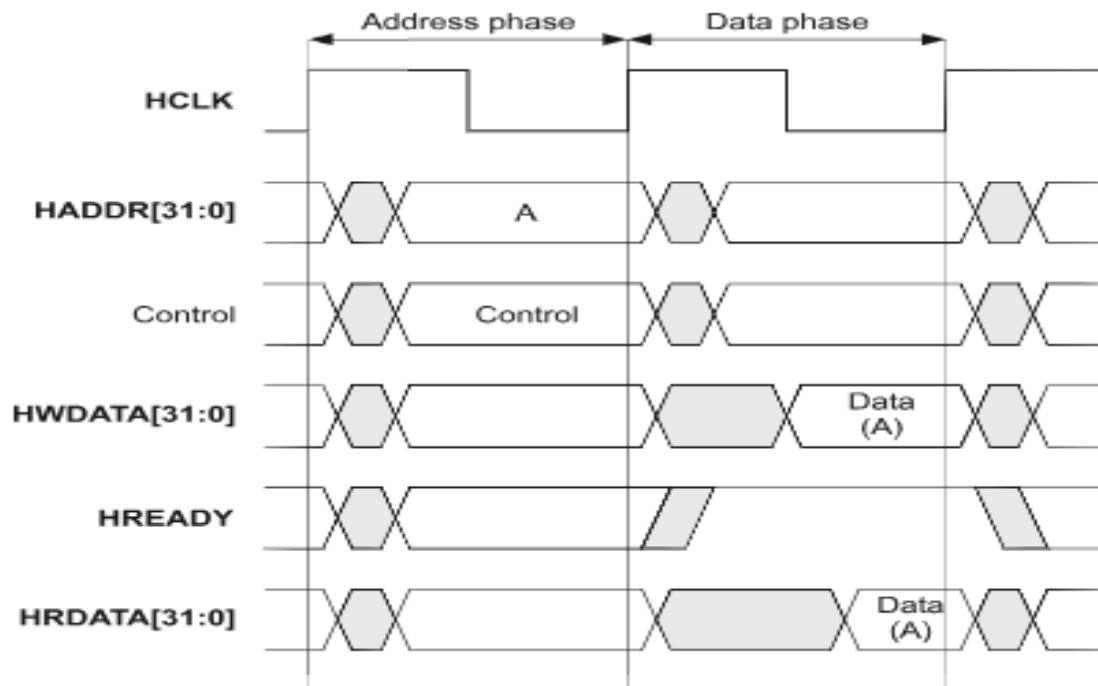 Address phase Data phase
HCLK
HADDR[31:0] A
Control Control
HWDATA[31:0] Data
(A)
HREADY
HRDATA[31:0] Data
(A)